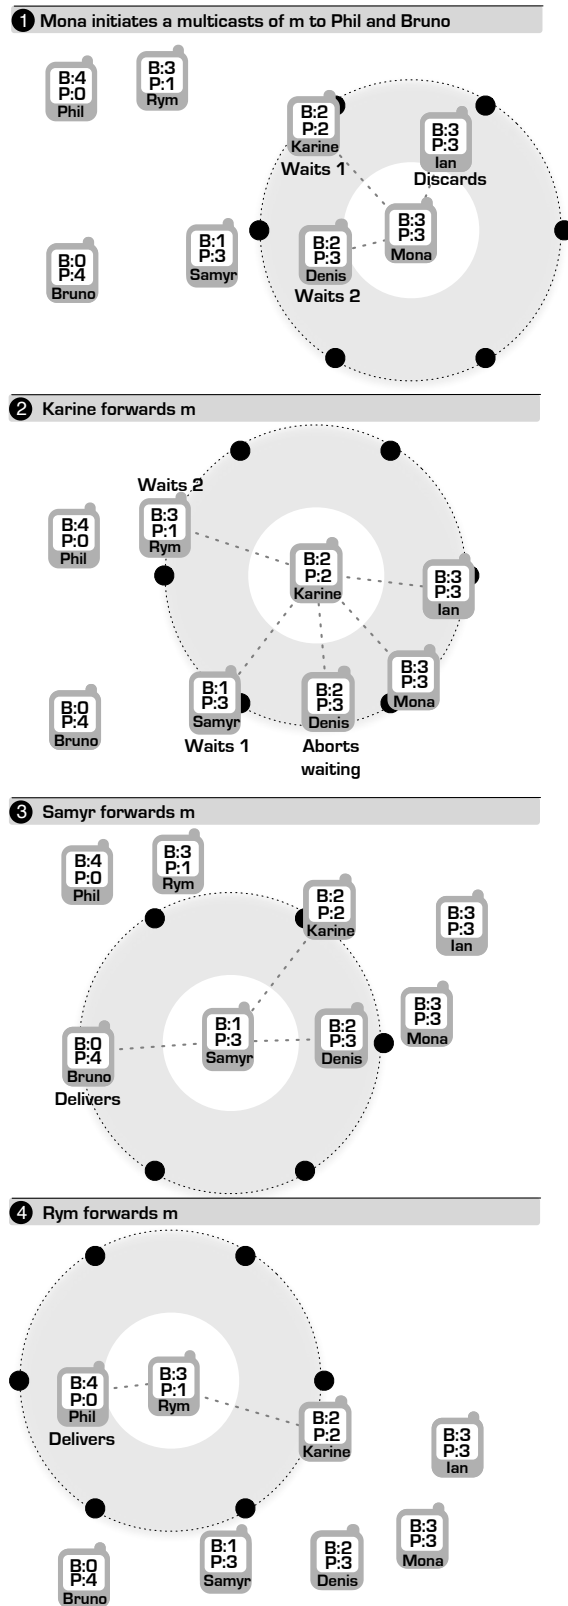 1 Mona initiates a multicasts of m to Phil and Bruno
B:4
P:0
Phil
B:3
P:1
Rym
B:2
P:2
Karine
Waits 1
B:3
P:3
Ian
Discards
B:3
P:3
Mona
B:2
P:3
Denis
Waits 2
B:1
P:3
Samyr
B:0
P:4
Bruno
2 Karine forwards m
Waits 2
B:3
P:1
Rym
B:4
P:0
Phil
B:2
P:2
Karine
B:3
P:3
Ian
B:3
P:3
Mona
B:2
P:3
Denis
Aborts
waiting
B:1
P:3
Samyr
Waits 1
B:0
P:4
Bruno
3 Samyr forwards m
B:4
P:0
Phil
B:3
P:1
Rym
B:2
P:2
Karine
B:3
P:3
Ian
B:3
P:3
Mona
B:2
P:3
Denis
B:1
P:3
Samyr
B:0
P:4
Bruno
Delivers
4 Rym forwards m
B:4
P:0
Phil
Delivers
B:3
P:1
Rym
B:2
P:2
Karine
B:3
P:3
Ian
B:3
P:3
Mona
B:2
P:3
Denis
B:1
P:3
Samyr
B:0
P:4
Bruno